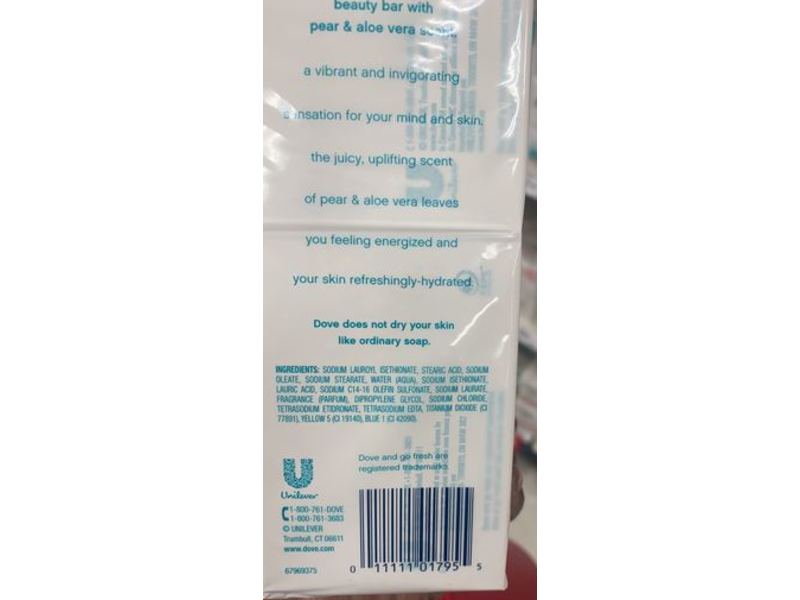 beauty bar with
pear & aloe vera scent
a vibrant and invigorating
sensation for your mind and skin.
the juicy, uplifting scent
of pear & aloe vera leaves
you feeling energized and
your skin refreshingly-hydrated.
Dove does not dry your skin
like ordinary soap.
INGREDIENTS: SODIUM LAUROYL ISETHIONATE, STEARIC ACID, SODIUM
OLEATE, SODIUM STEARATE, WATER (AQUA), SODIUM ISETHIONATE,
LAURIC ACID, SODIUM C14-16 OLEFIN SULFONATE, SODIUM LAURATE,
FRAGRANCE (PARFUM), DIPROPYLENE GLYCOL, SODIUM CHLORIDE,
TETRASODIUM ETIDRONATE, TETRASODIUM EDTA, TITANIUM DIOXIDE (CI
77891), YELLOW 5 (CI 19140), BLUE 1 (CI 42090).
Dove and go fresh are
registered trademarks.
Unilever
1-800-761-DOVE
1-800-761-3683
© UNILEVER
Trumbull, CT 06611
www.dove.com
67969375
0 11111 01795 5